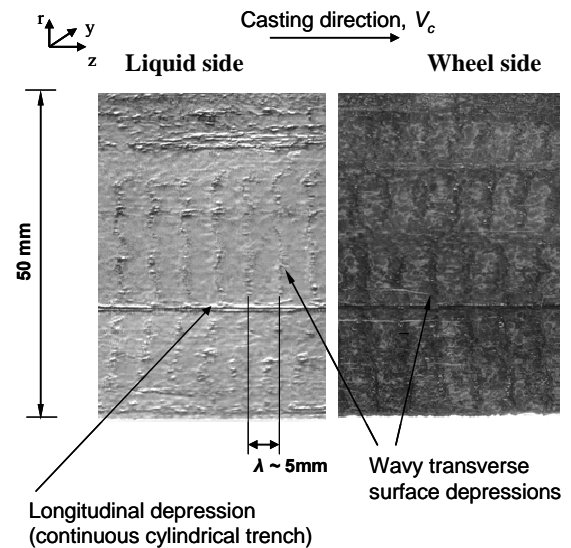 r
y
z
Casting direction, Vc
Liquid side
Wheel side
50 mm
λ ~ 5mm
Wavy transverse
surface depressions
Longitudinal depression
(continuous cylindrical trench)